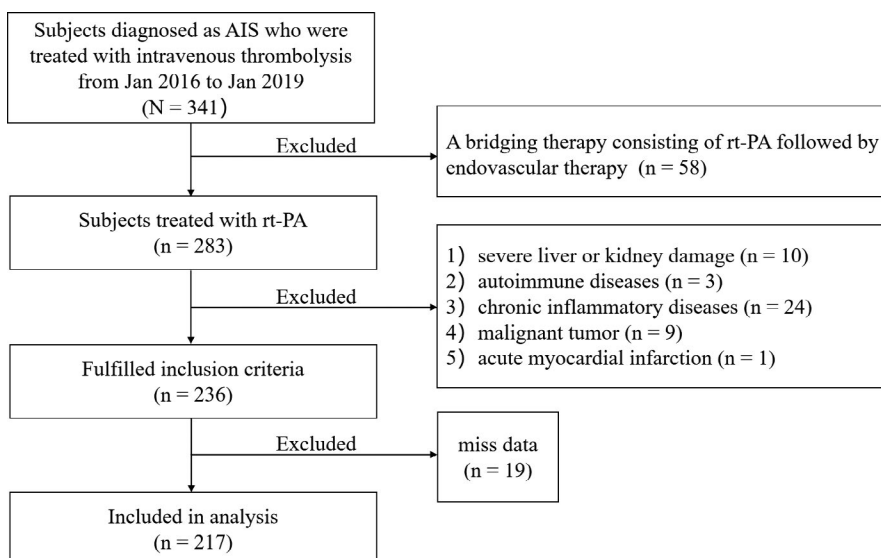 Subjects diagnosed as AIS who were
treated with intravenous thrombolysis
from Jan 2016 to Jan 2019
(N = 341)
Excluded
A bridging therapy consisting of rt-PA followed by
endovascular therapy (n = 58)
Subjects treated with rt-PA
(n = 283)
Excluded
1) severe liver or kidney damage (n = 10)
2) autoimmune diseases (n = 3)
3) chronic inflammatory diseases (n = 24)
4) malignant tumor (n = 9)
5) acute myocardial infarction (n = 1)
Fulfilled inclusion criteria
(n = 236)
Excluded
miss data
(n = 19)
Included in analysis
(n = 217)